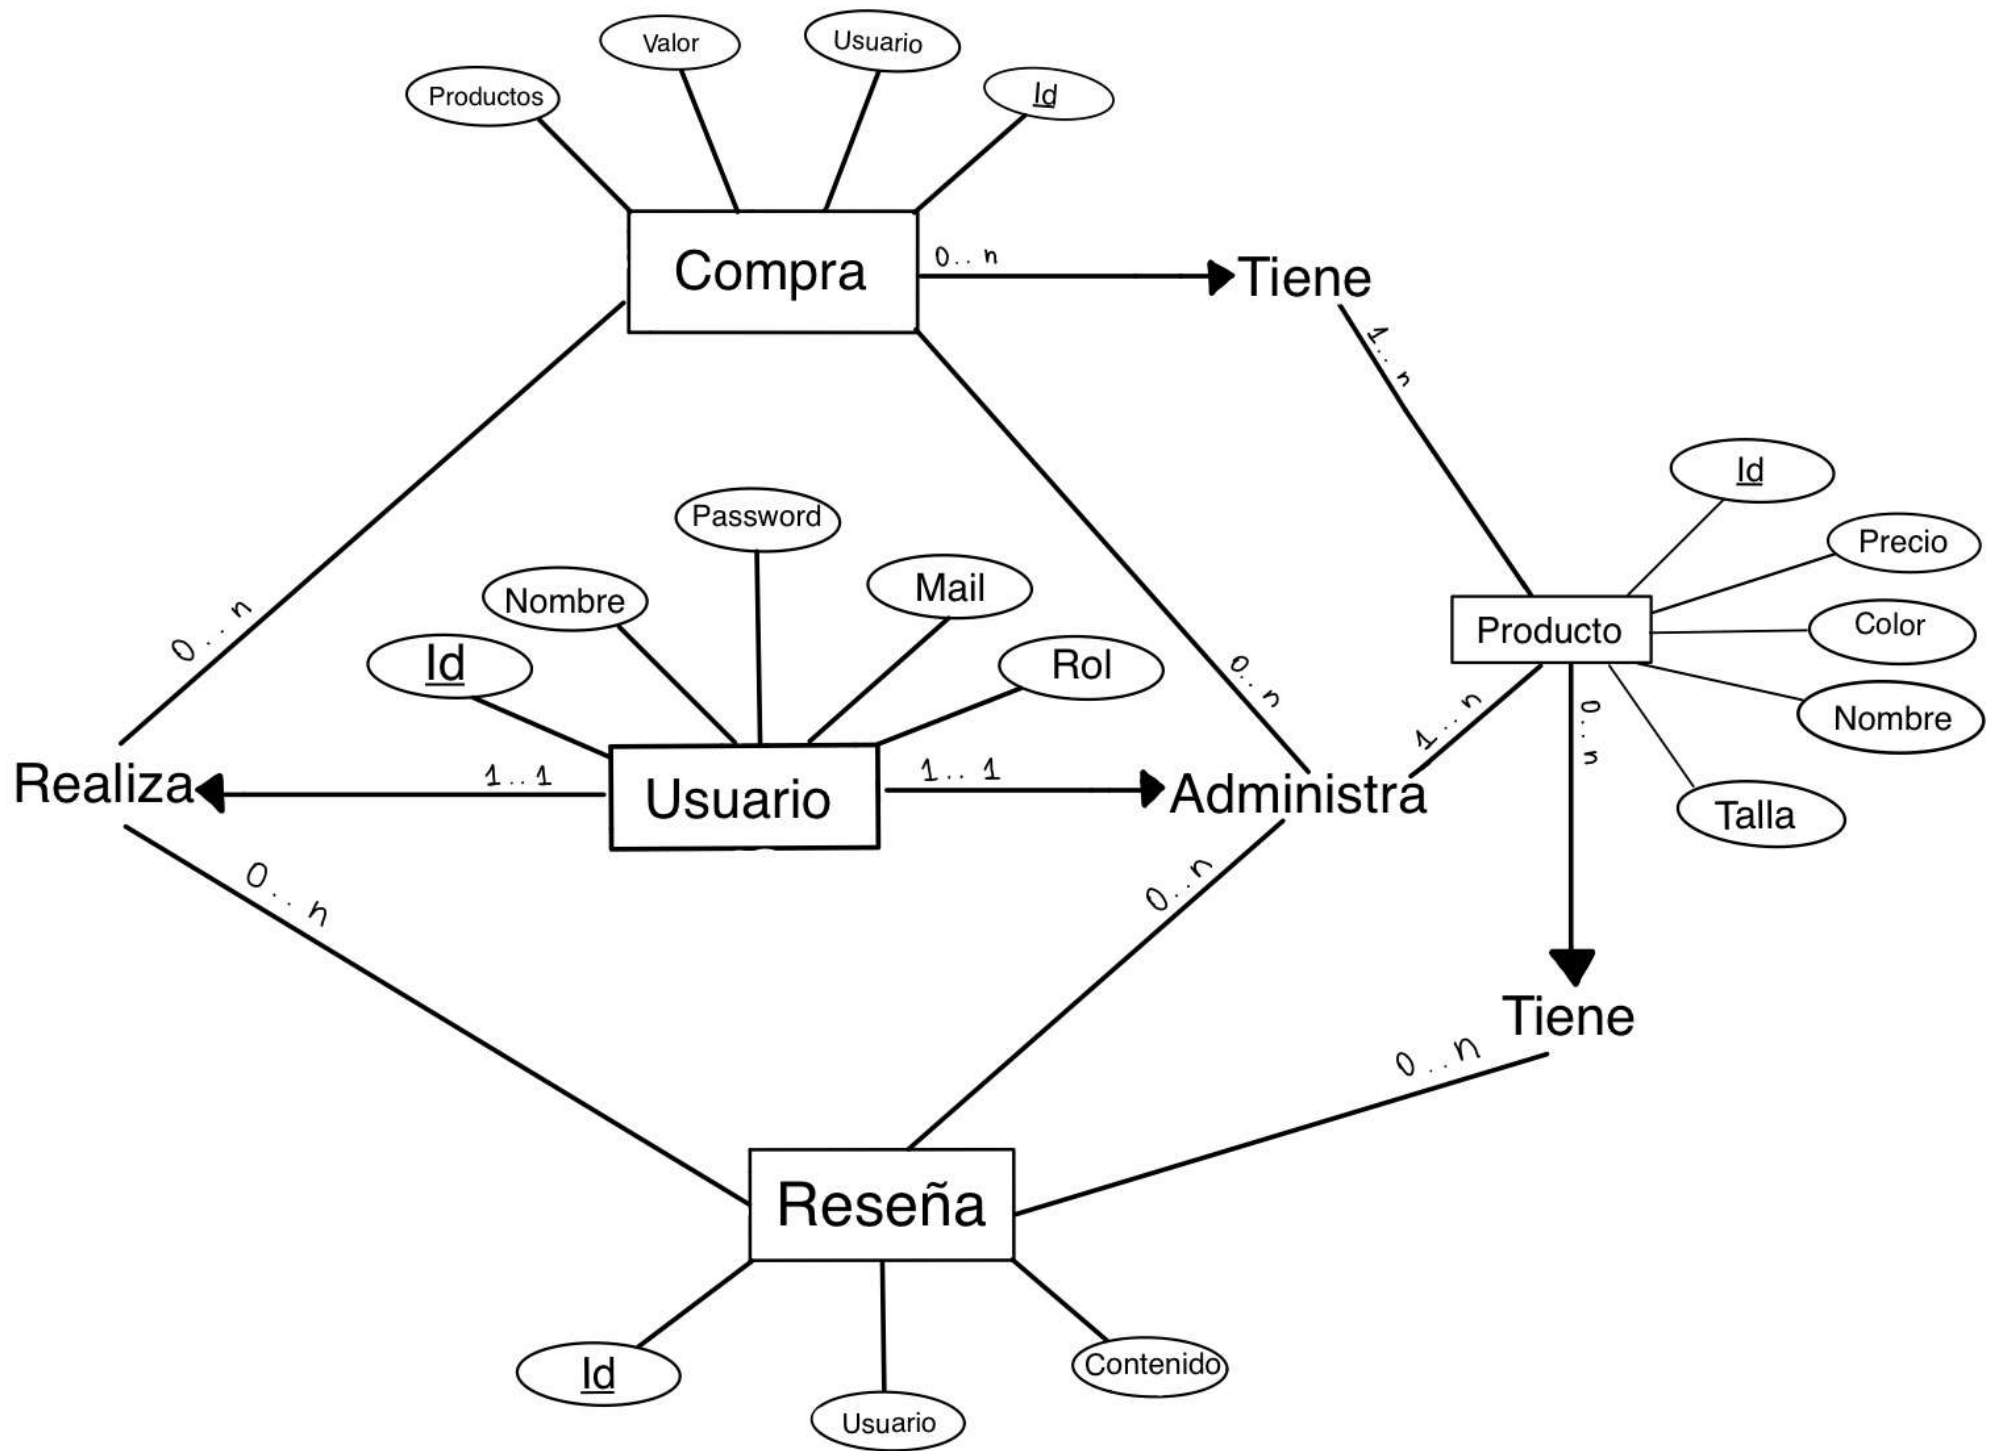 Valor
Usuario
Productos
Id
Compra
0.. n
Tiene
1.. n
Id
Password
Precio
Mail
Nombre
Color
0...n
Producto
Id
Rol
0.. n
1...n
0..n
Nombre
Realiza
1..1
Usuario
1.. 1
Administra
Talla
0.. n
0..n
Tiene
0..n
Reseña
Id
Usuario
Contenido